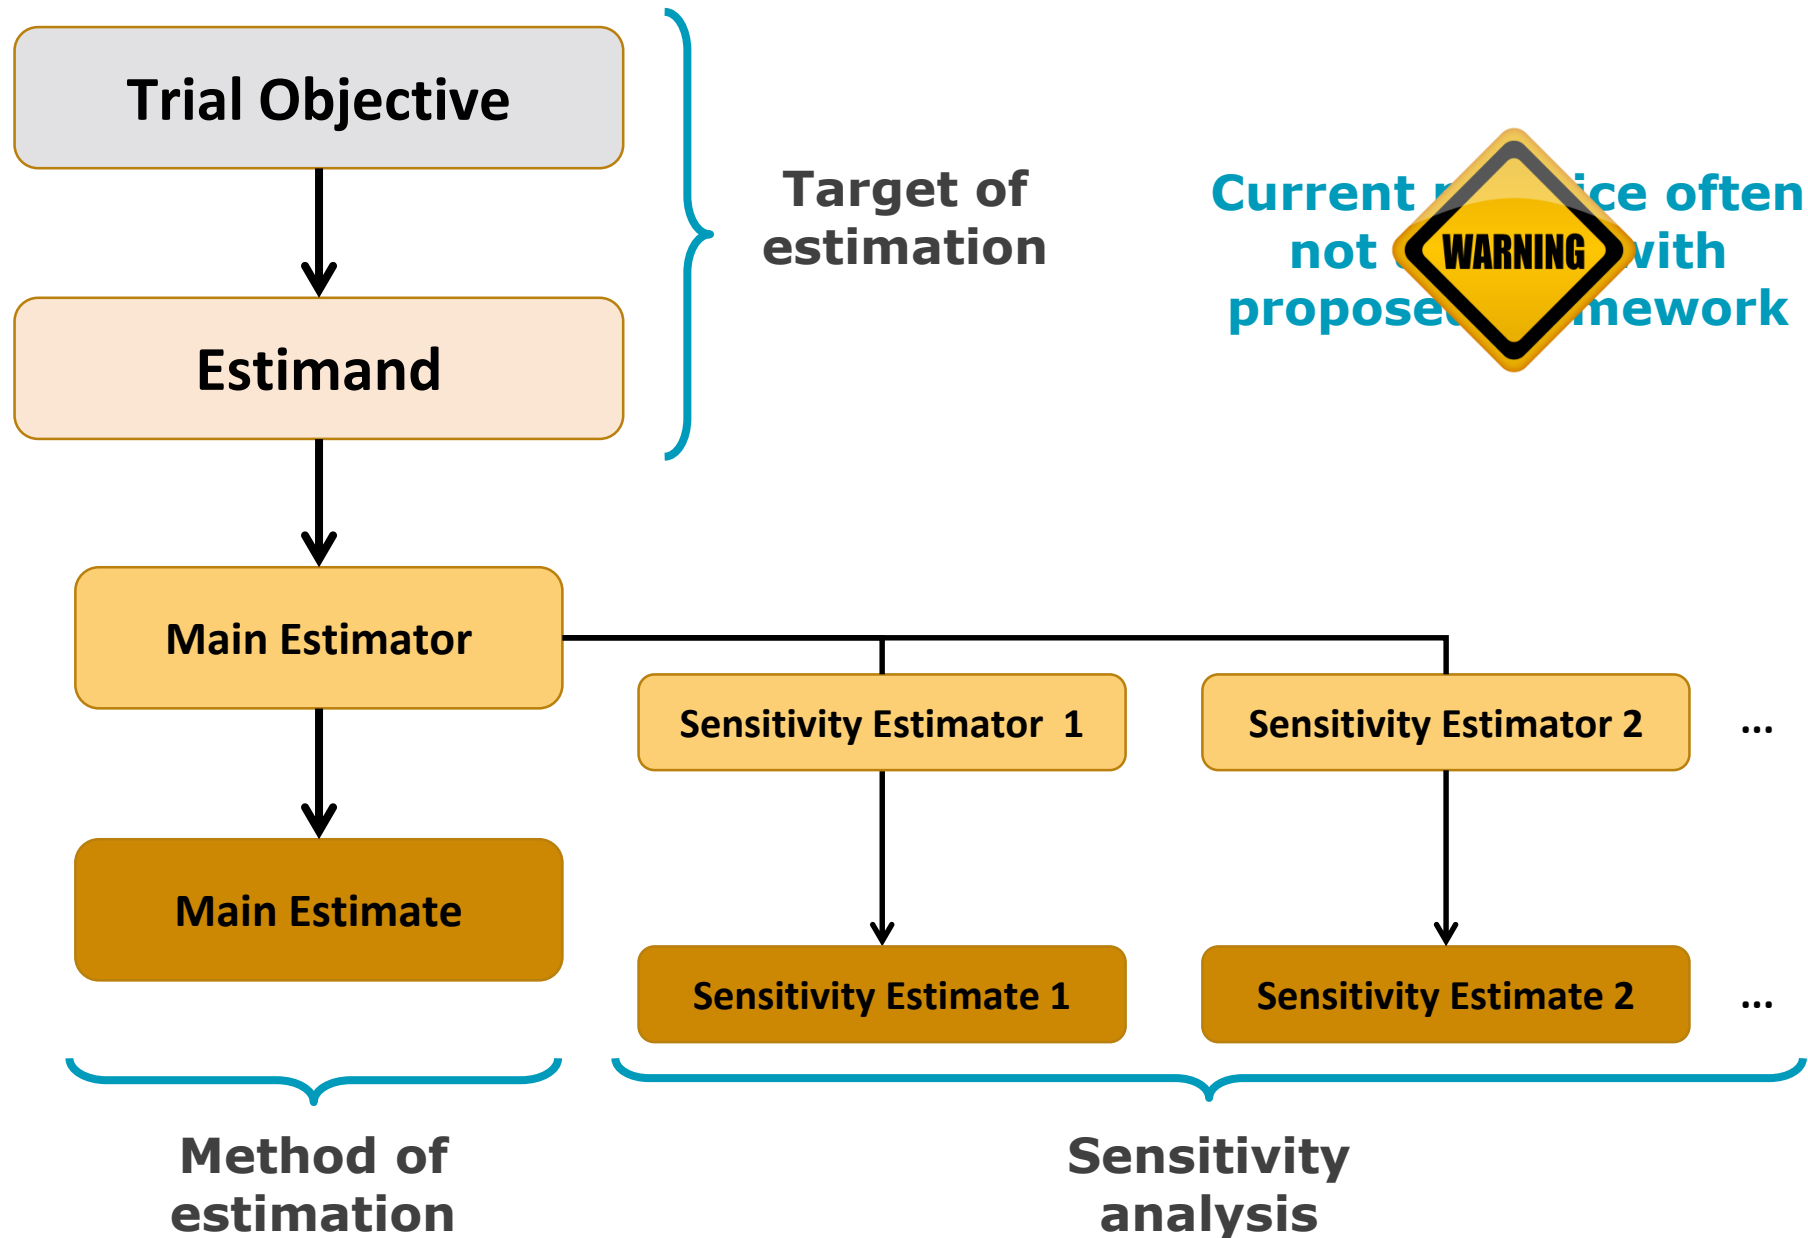 Trial Objective
Target of
estimation
Current ice often
not with
mework
WARNING
Estimand
Main Estimator
Sensitivity Estimator 1
Sensitivity Estimator 2
...
Main Estimate
Sensitivity Estimate 1
Sensitivity Estimate 2
...
Method of
estimation
Sensitivity
analysis